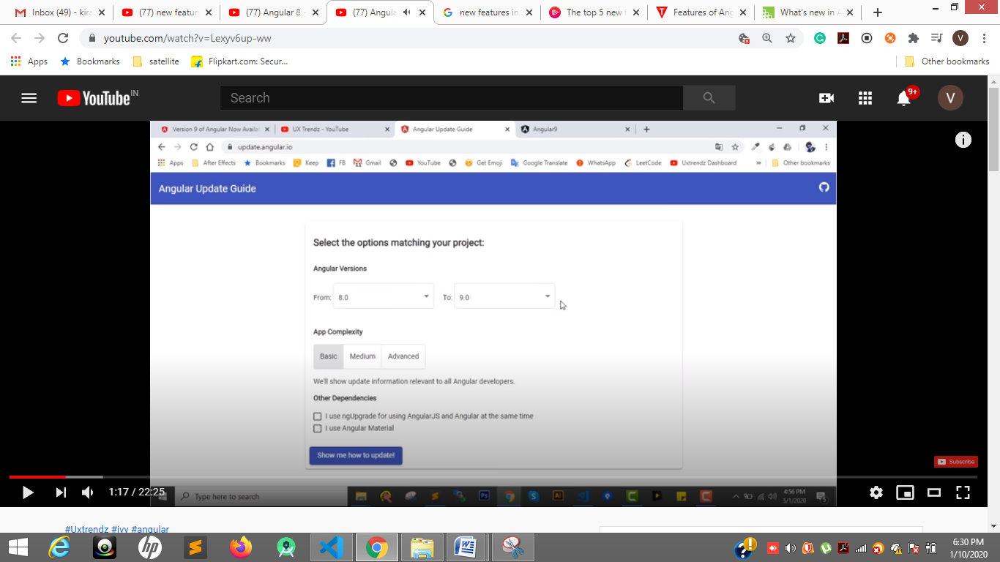 Inbox (49) - kira
(77) new featur
(77) Angular 8 -
(77) Angula
new features in
The top 5 new f
Features of Ang
What's new in A
youtube.com/watch?v=Lexyv6up-ww
V
Apps
Bookmarks
satellite
Flipkart.com: Secur...
Other bookmarks
YouTube IN
Search
9+
V
Version 9 of Angular Now Availa
UX Trendz - YouTube
Angular Update Guide
Angular9
update.angular.io
Apps
After Effects
Bookmarks
Keep
FB
Gmail
YouTube
Get Emoji
Google Translate
WhatsApp
LeetCode
Uxtrendz Dashboard
»
Other bookmarks
Angular Update Guide
Select the options matching your project:
Angular Versions
From: 8.0 To: 9.0
App Complexity
Basic Medium Advanced
We'll show update information relevant to all Angular developers.
Other Dependencies
I use ngUpgrade for using AngularJS and Angular at the same time
I use Angular Material
Show me how to update!
Subscribe
1:17 / 22:25
Type here to search
4:56 PM
5/1/2020
#Uxtrendz #ivy #angular
6:30 PM
1/10/2020